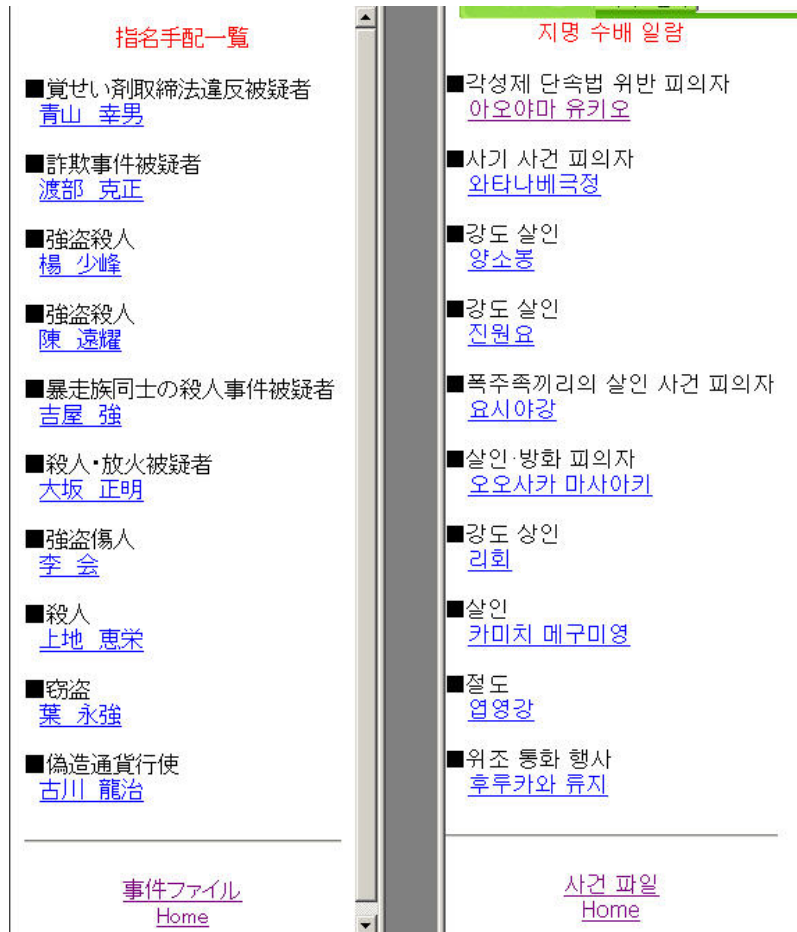 指名手配一覧
■覚せい剤取締法違反被疑者
青山 幸男
■詐欺事件被疑者
渡部 克正
■強盗殺人
楊 少峰
■強盗殺人
陳 遠耀
■暴走族同士の殺人事件被疑者
吉屋 強
■殺人・放火被疑者
大坂 正明
■強盗傷人
李 会
■殺人
上地 恵栄
■窃盗
葉 永強
■偽造通貨行使
古川 龍治
事件ファイル
Home
지명 수배 일람
■각성제 단속법 위반 피의자
아오야마 유키오
■사기 사건 피의자
와타나베극정
■강도 살인
양소봉
■강도 살인
진원요
■폭주족끼리의 살인 사건 피의자
요시야강
■살인·방화 피의자
오오사카 마사아키
■강도 상인
리회
■살인
카미치 메구미영
■절도
엽영강
■위조 통화 행사
후루카와 류지
사건 파일
Home